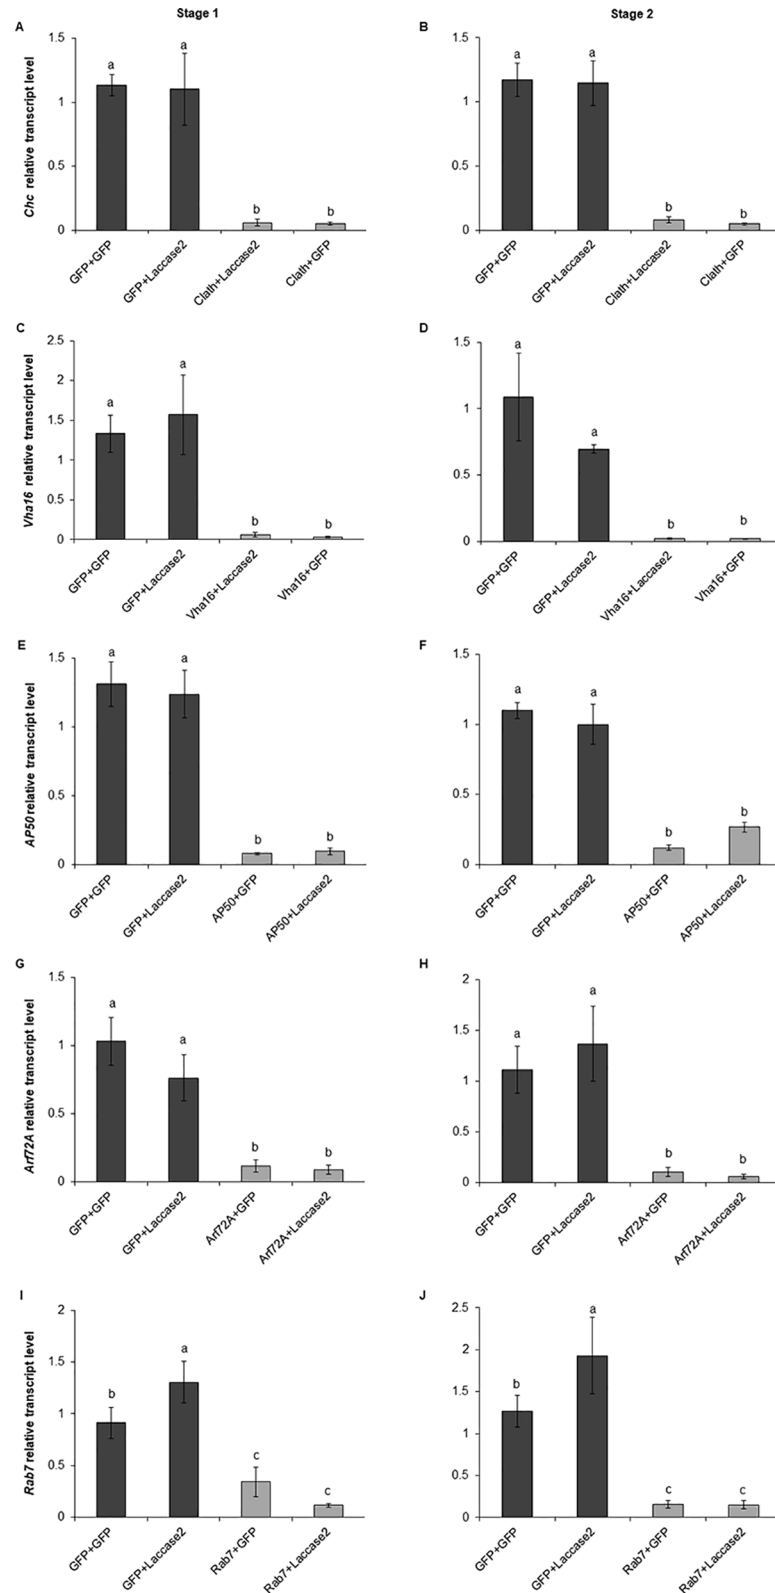 Stage 1
Stage 2
A
Chc relative transcript level
1.5
1
0.5
0
a
a
b
b
GFP+GFP
GFP+Laccase2
Clath+Laccase2
Clath+GFP
B
1.5
1
0.5
0
a
a
b
b
GFP+GFP
GFP+Laccase2
Clath+Laccase2
Clath+GFP
C
Vha16 relative transcript level
2.5
2
1.5
1
0.5
0
a
a
b
b
GFP+GFP
GFP+Laccase2
Vha16+Laccase2
Vha16+GFP
D
1.5
1
0.5
0
a
a
b
b
GFP+GFP
GFP+Laccase2
Vha16+Laccase2
Vha16+GFP
E
AP50 relative transcript level
1.5
1
0.5
0
a
a
b
b
GFP+GFP
GFP+Laccase2
AP50+GFP
AP50+Laccase2
F
1.5
1
0.5
0
a
a
b
b
GFP+GFP
GFP+Laccase2
AP50+GFP
AP50+Laccase2
G
Arf72A relative transcript level
1.5
1
0.5
0
a
a
b
b
GFP+GFP
GFP+Laccase2
Arf72A+GFP
Arf72A+Laccase2
H
2
1.5
1
0.5
0
a
a
b
b
GFP+GFP
GFP+Laccase2
Arf72A+GFP
Arf72A+Laccase2
I
Rab7 relative transcript level
2
1.5
1
0.5
0
b
a
c
c
GFP+GFP
GFP+Laccase2
Rab7+GFP
Rab7+Laccase2
J
2.5
2
1.5
1
0.5
0
b
a
c
c
GFP+GFP
GFP+Laccase2
Rab7+GFP
Rab7+Laccase2